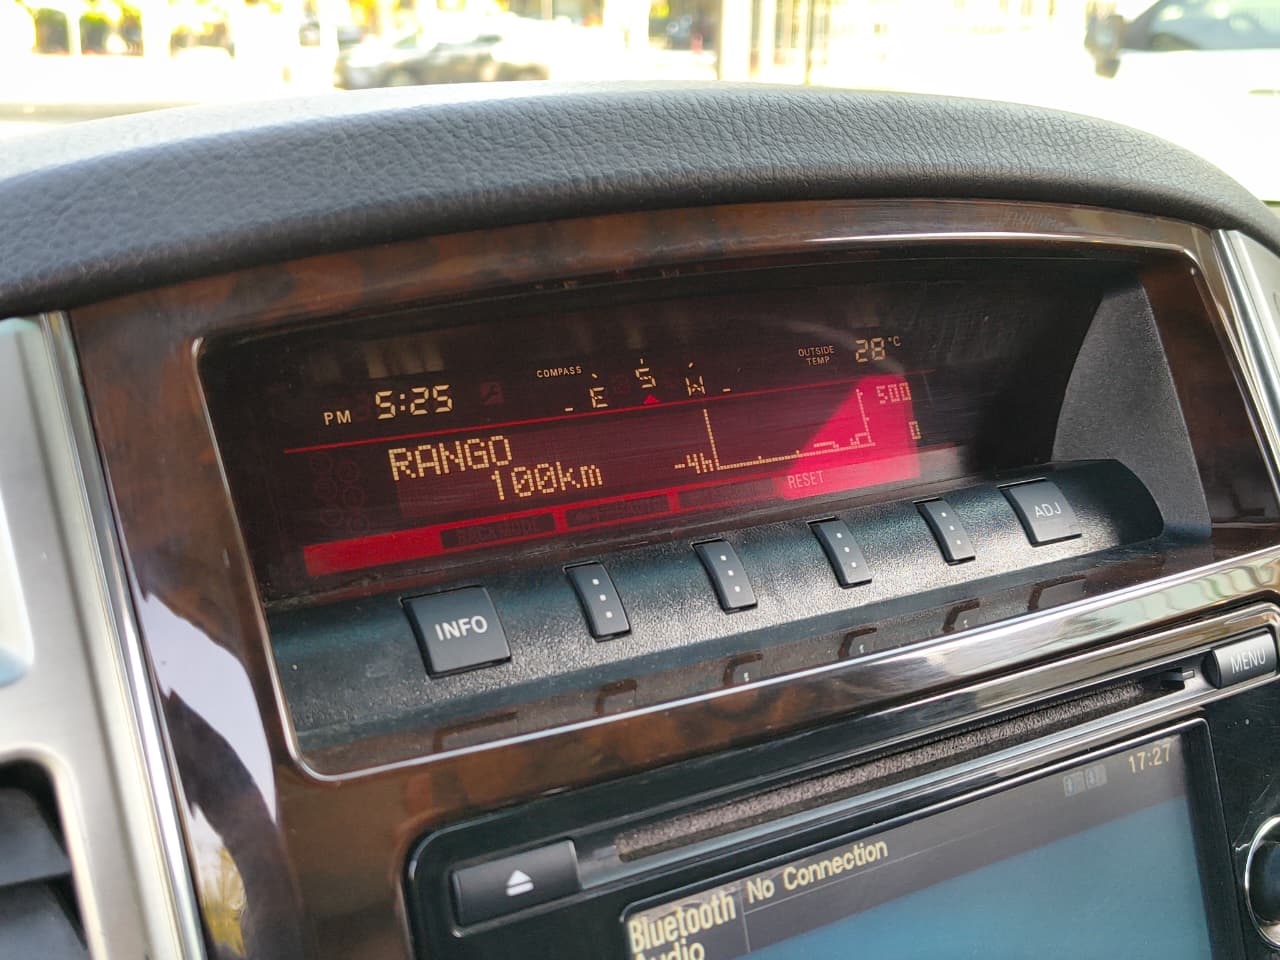 COMPASS
OUTSIDE TEMP 28°C
PM 5:25
E S W
RANGO
100km
-4h
500
0
RESET
INFO
ADJ
MENU
17:27
No Connection
Bluetooth
Audio